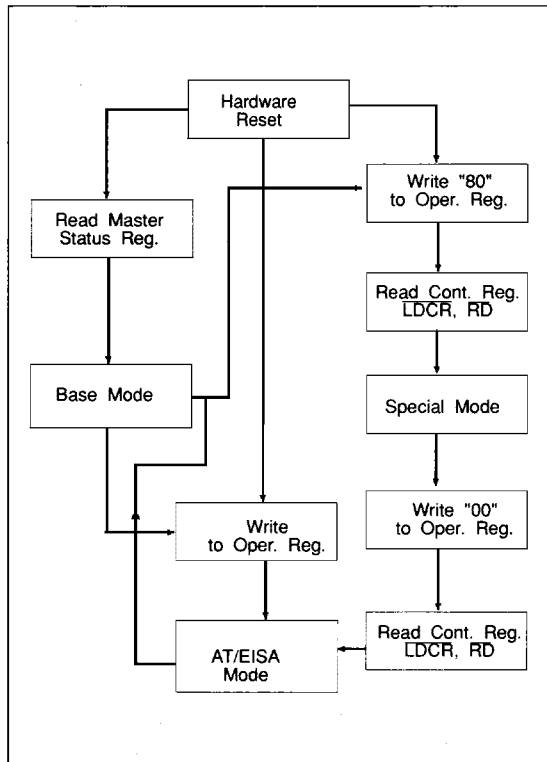 Hardware
Reset
Write "80"
to Oper. Reg.
Read Master
Status Reg.
Read Cont. Reg.
LDCR, RD
Base Mode
Special Mode
Write
to Oper. Reg.
Write "00"
to Oper. Reg.
AT/EISA
Mode
Read Cont. Reg.
LDCR, RD